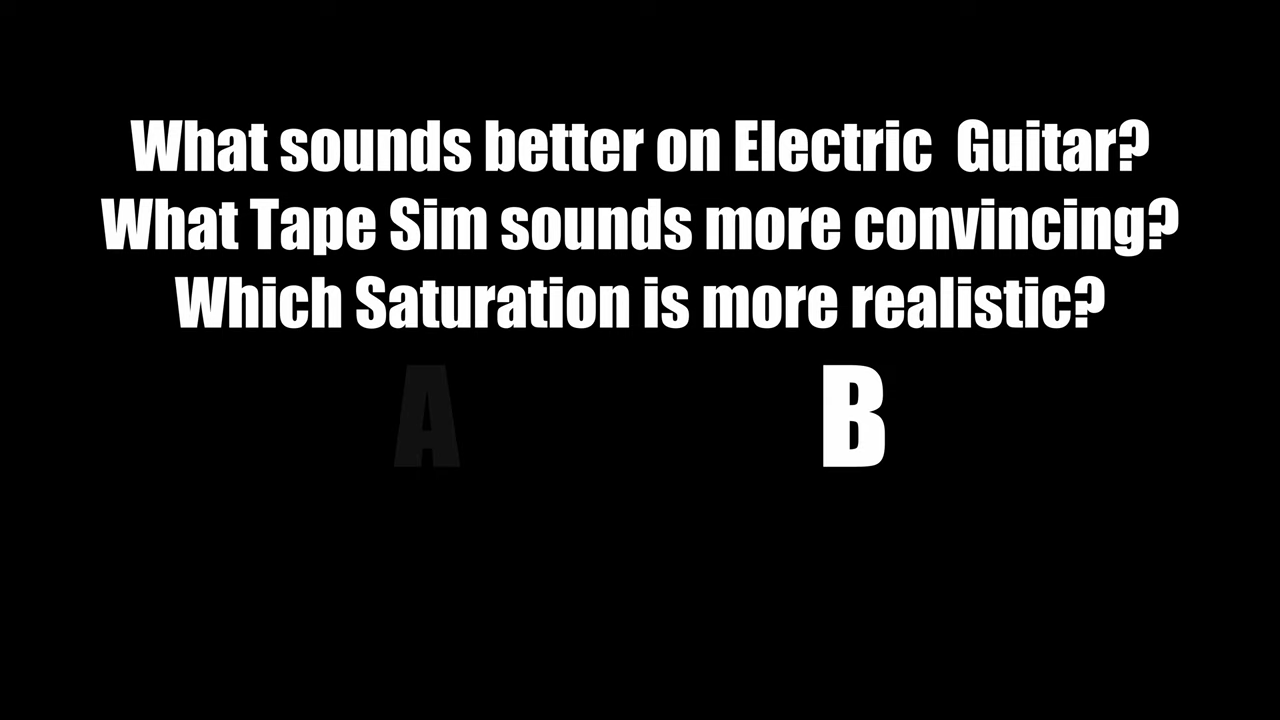 What sounds better on Electric  Guitar?
What Tape Sim sounds more convincing?
Which Saturation is more realistic?
A B